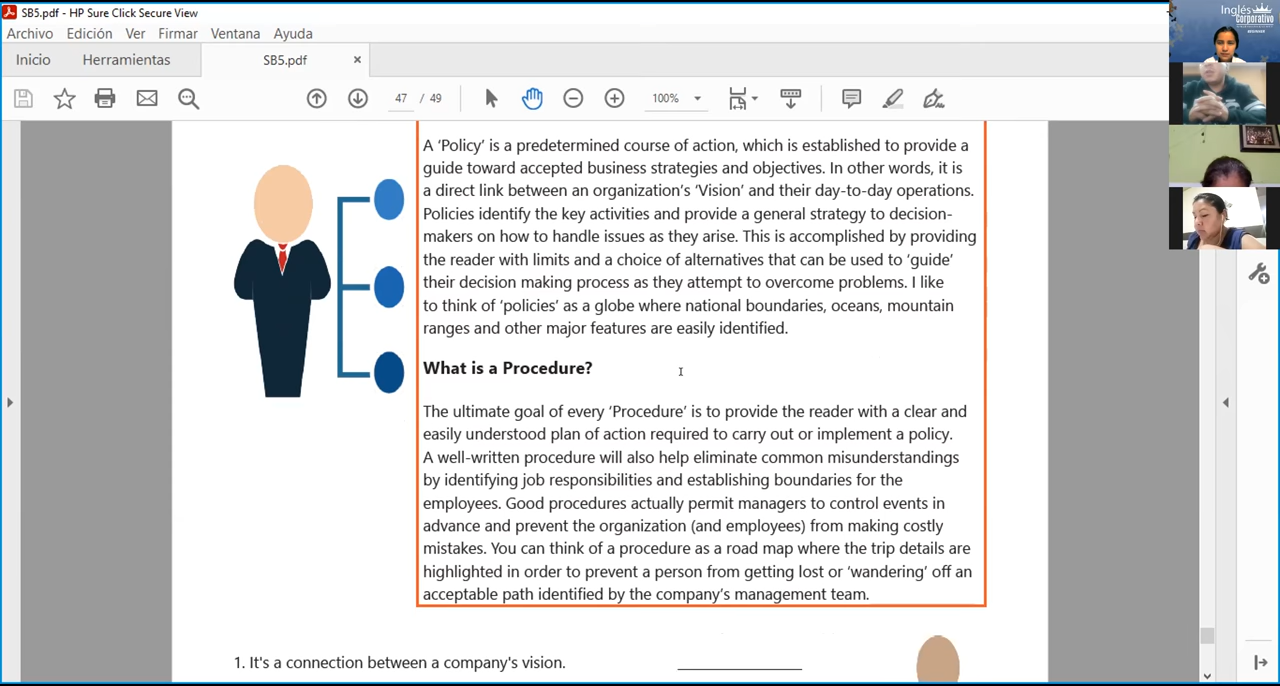 SB5.pdf - HP Sure Click Secure View
Archivo Edición Ver Firmar Ventana Ayuda
Inicio Herramientas SB5.pdf ×
47 / 49 100%
Inglés
Corporativo
A ‘Policy’ is a predetermined course of action, which is established to provide a
guide toward accepted business strategies and objectives. In other words, it is
a direct link between an organization’s ‘Vision’ and their day-to-day operations.
Policies identify the key activities and provide a general strategy to decision-
makers on how to handle issues as they arise. This is accomplished by providing
the reader with limits and a choice of alternatives that can be used to ‘guide’
their decision making process as they attempt to overcome problems. I like
to think of ‘policies’ as a globe where national boundaries, oceans, mountain
ranges and other major features are easily identified.
What is a Procedure?
The ultimate goal of every ‘Procedure’ is to provide the reader with a clear and
easily understood plan of action required to carry out or implement a policy.
A well-written procedure will also help eliminate common misunderstandings
by identifying job responsibilities and establishing boundaries for the
employees. Good procedures actually permit managers to control events in
advance and prevent the organization (and employees) from making costly
mistakes. You can think of a procedure as a road map where the trip details are
highlighted in order to prevent a person from getting lost or ‘wandering’ off an
acceptable path identified by the company’s management team.
1. It's a connection between a company's vision.